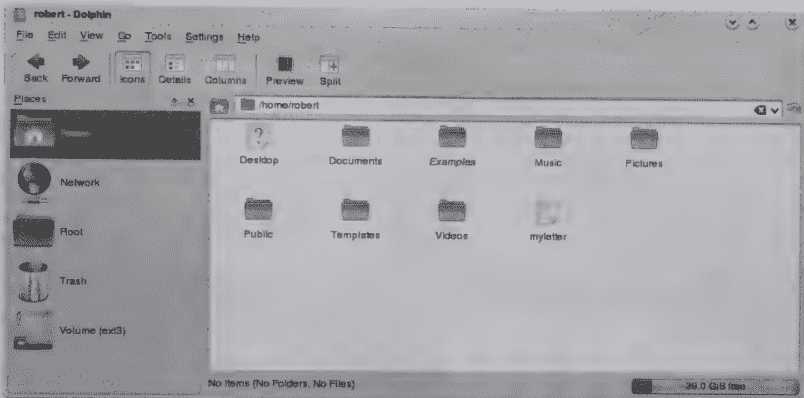 robert - Dolphin
File Edit View Go Tools Settings Help
Back Forward Icons Details Columns Preview Split
Places
/home/robert
Desktop Documents Examples Music Pictures
Network
Public Templates Videos myletter
Root
Trash
Volume (ext3)
No Items (No Folders, No Files)
39.0 GiB free